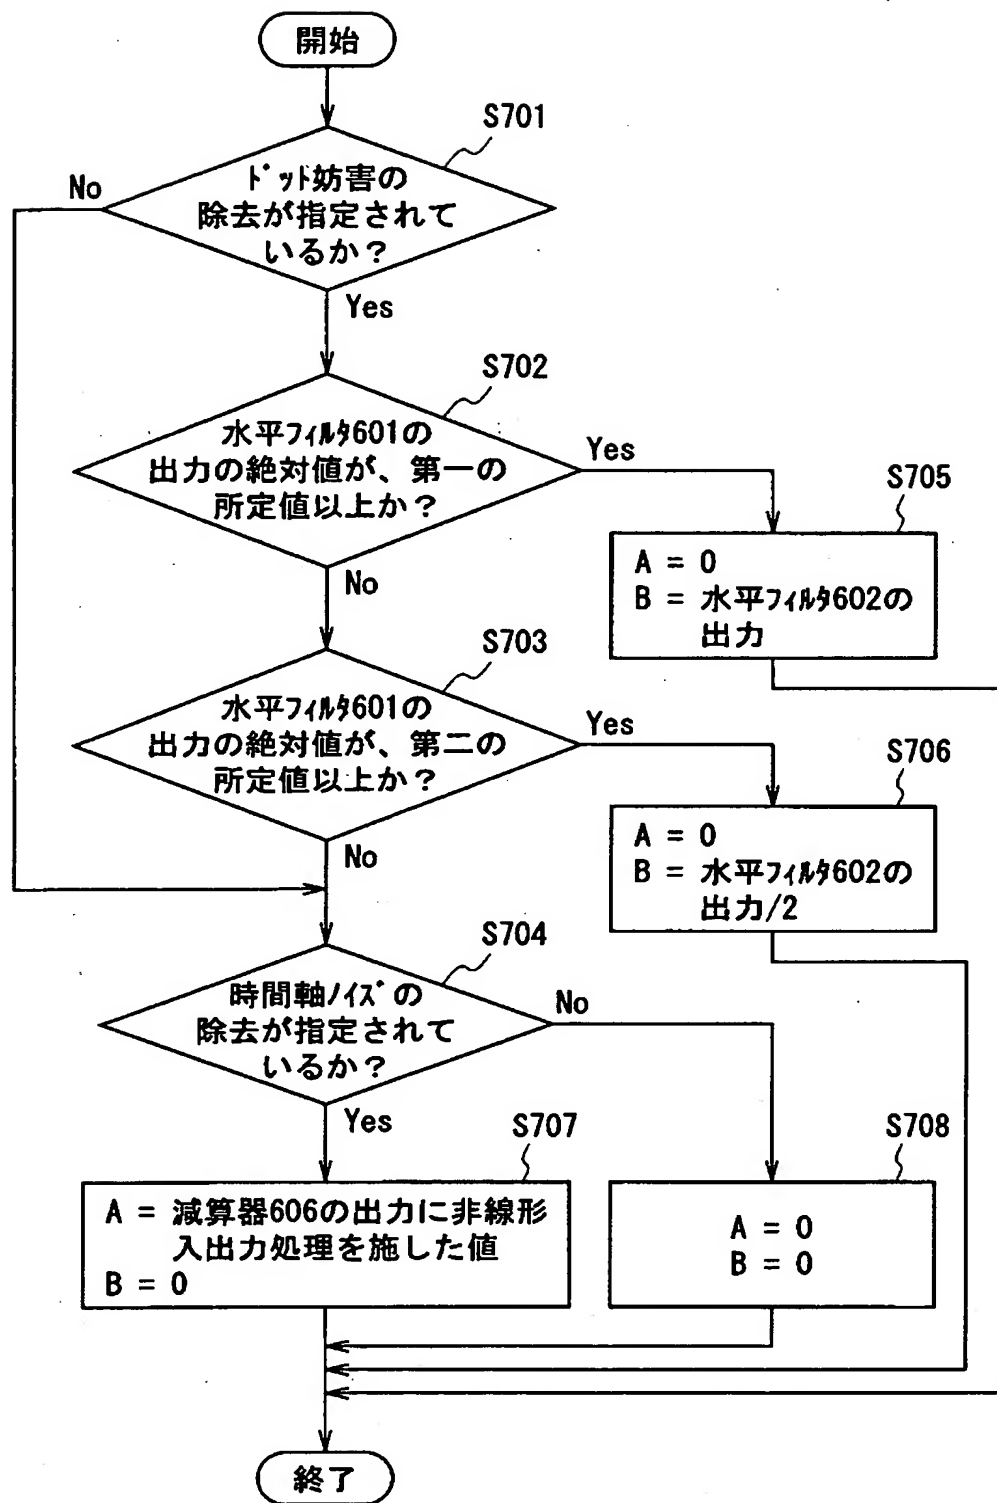 開始
S701
ドット妨害の
除去が指定されて
いるか？
No
Yes
S702
水平フィルタ601の
出力の絶対値が、第一の
所定値以上か？
Yes
No
S705
A = 0
B = 水平フィルタ602の
出力
S703
水平フィルタ601の
出力の絶対値が、第二の
所定値以上か？
Yes
No
S706
A = 0
B = 水平フィルタ602の
出力/2
S704
時間軸ノイズの
除去が指定されて
いるか？
No
Yes
S707
A = 減算器606の出力に非線形
入出力処理を施した値
B = 0
S708
A = 0
B = 0
終了